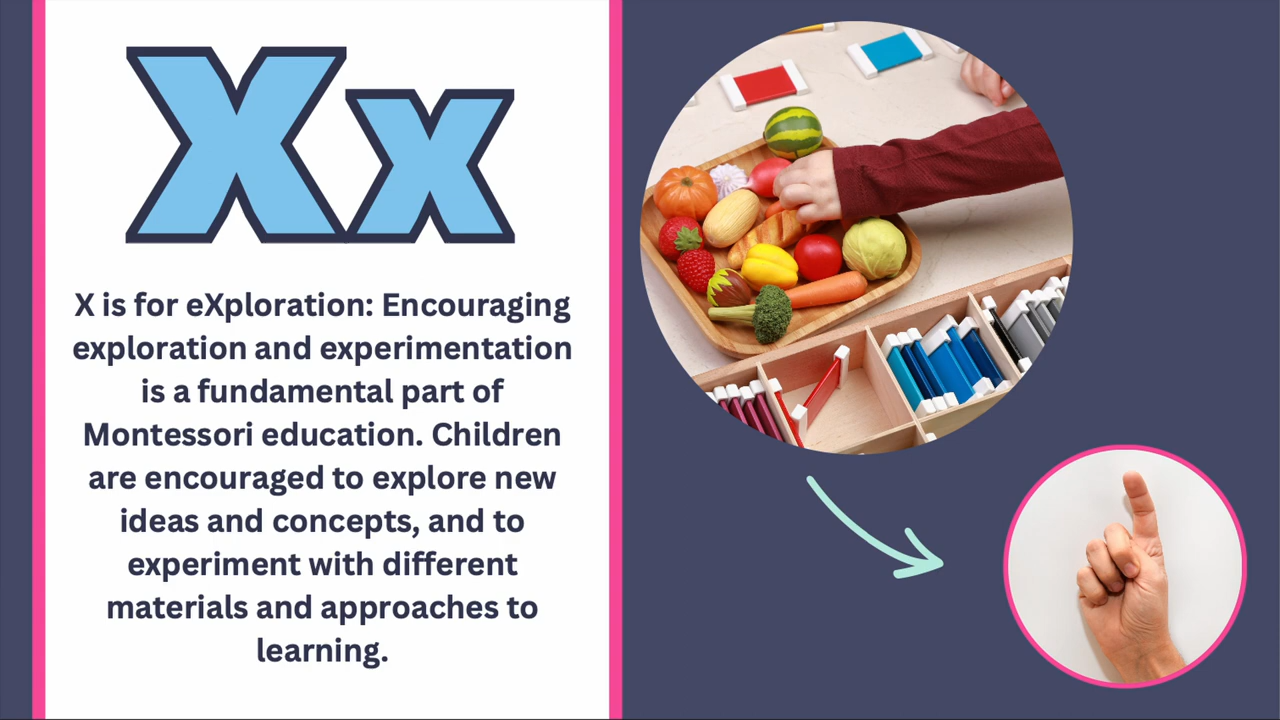 Xx
X is for eXploration: Encouraging
exploration and experimentation
is a fundamental part of
Montessori education. Children
are encouraged to explore new
ideas and concepts, and to
experiment with different
materials and approaches to
learning.